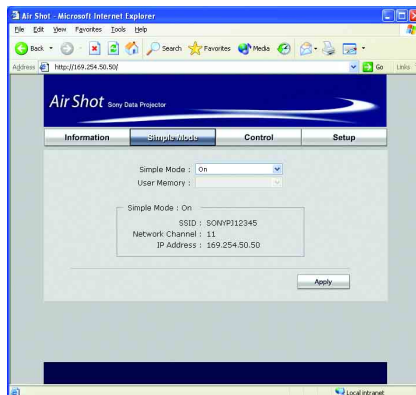 Air Shot - Microsoft Internet Explorer
File Edit View Favorites Tools Help
Back Search Favorites Media
Address http://169.254.50.50/ Go Links
Air Shot Sony Data Projector
Information Simple Mode Control Setup
Simple Mode : On
User Memory :
Simple Mode : On
SSID : SONYPJ12345
Network Channel : 11
IP Address : 169.254.50.50
Apply
Local intranet